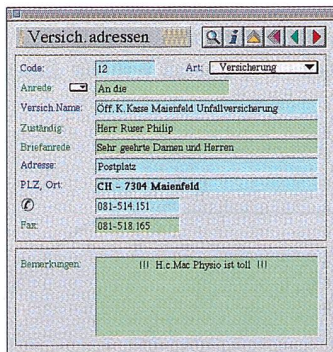 Versich.adressen
Code: 12 Art: Versicherung
Anrede: An die
Versich.Name: Öff. K. Kasse Maienfeld Unfallversicherung
Zuständig: Herr Ruser Philip
Briefanrede Sehr geehrte Damen und Herren
Adresse: Postplatz
PLZ, Ort: CH - 7304 Maienfeld
✆ 081-514.151
Fax: 081-518.165
Bemerkungen: !!! H.c.Mac Physio ist toll !!!